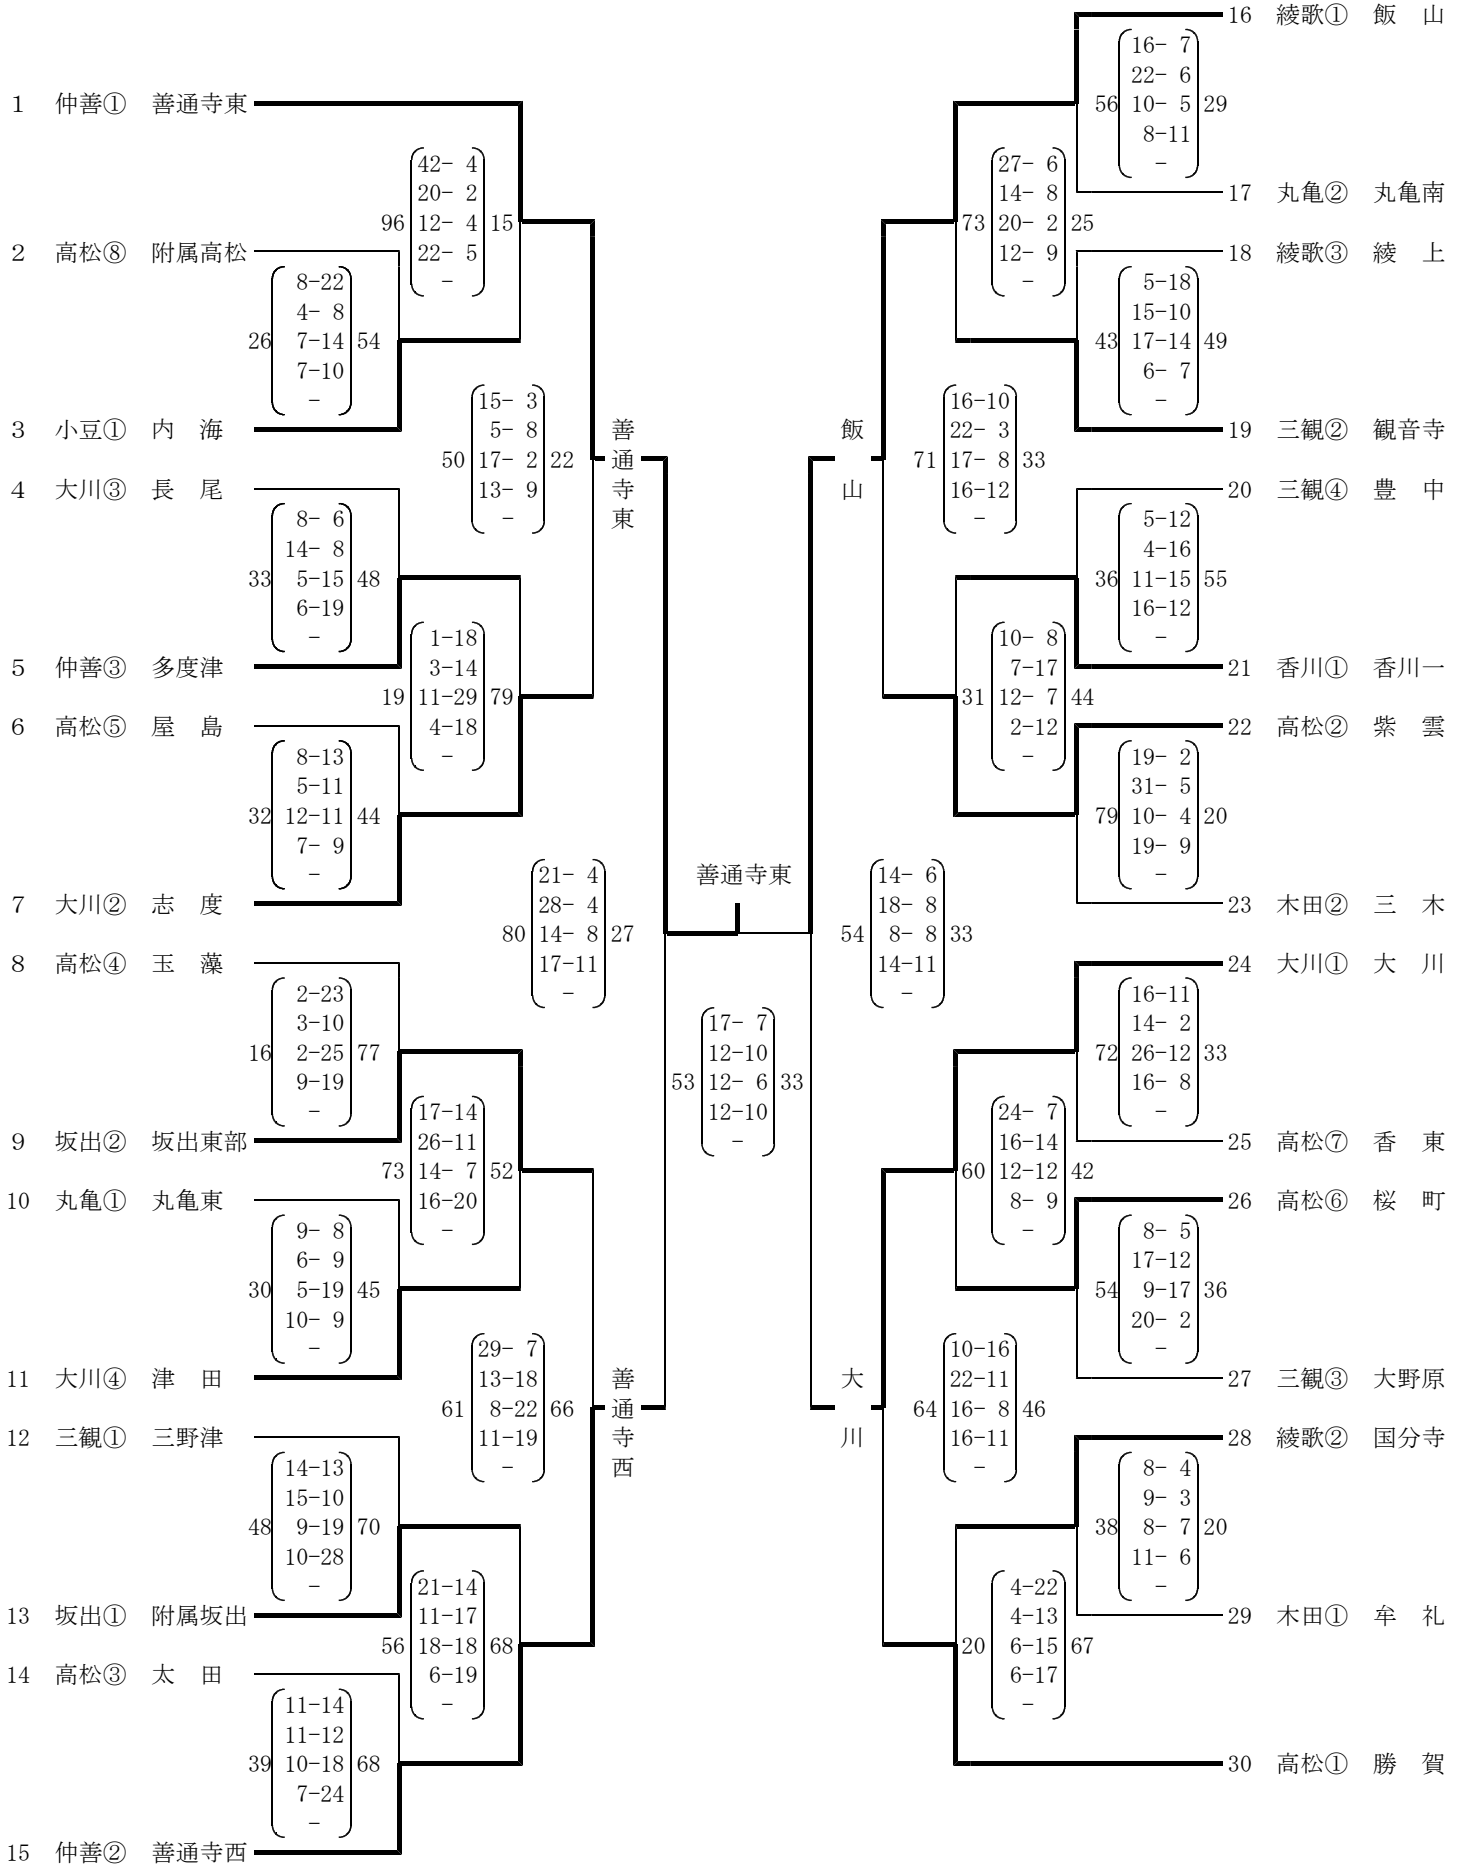 1 仲善① 善通寺東
42- 4
20- 2
96 12- 4 15
22- 5
-
2 高松⑧ 附属高松
8-22
4- 8
26 7-14 54
7-10
-
3 小豆① 内 海
15- 3
5- 8
50 17- 2 22
13- 9
-
善通寺東
4 大川③ 長 尾
8- 6
14- 8
33 5-15 48
6-19
-
5 仲善③ 多度津
1-18
3-14
19 11-29 79
4-18
-
6 高松⑤ 屋 島
8-13
5-11
32 12-11 44
7- 9
-
7 大川② 志 度
21- 4
28- 4
80 14- 8 27
17-11
-
8 高松④ 玉 藻
2-23
3-10
16 2-25 77
9-19
-
9 坂出② 坂出東部
17-14
26-11
73 14- 7 52
16-20
-
10 丸亀① 丸亀東
9- 8
6- 9
30 5-19 45
10- 9
-
11 大川④ 津 田
29- 7
13-18
61 8-22 66
11-19
-
善通寺西
12 三観① 三野津
14-13
15-10
48 9-19 70
10-28
-
13 坂出① 附属坂出
21-14
11-17
56 18-18 68
6-19
-
14 高松③ 太 田
11-14
11-12
39 10-18 68
7-24
-
15 仲善② 善通寺西
善通寺東
17- 7
12-10
53 12- 6 33
12-10
-
16 綾歌① 飯 山
16- 7
22- 6
56 10- 5 29
8-11
-
17 丸亀② 丸亀南
27- 6
14- 8
73 20- 2 25
12- 9
-
18 綾歌③ 綾 上
5-18
15-10
43 17-14 49
6- 7
-
19 三観② 観音寺
飯山
16-10
22- 3
71 17- 8 33
16-12
-
20 三観④ 豊 中
5-12
4-16
36 11-15 55
16-12
-
21 香川① 香川一
10- 8
7-17
31 12- 7 44
2-12
-
22 高松② 紫 雲
19- 2
31- 5
79 10- 4 20
19- 9
-
23 木田② 三 木
14- 6
18- 8
54 8- 8 33
14-11
-
24 大川① 大 川
16-11
14- 2
72 26-12 33
16- 8
-
25 高松⑦ 香 東
24- 7
16-14
60 12-12 42
8- 9
-
26 高松⑥ 桜 町
8- 5
17-12
54 9-17 36
20- 2
-
27 三観③ 大野原
大川
10-16
22-11
64 16- 8 46
16-11
-
28 綾歌② 国分寺
8- 4
9- 3
38 8- 7 20
11- 6
-
29 木田① 牟 礼
4-22
4-13
20 6-15 67
6-17
-
30 高松① 勝 賀